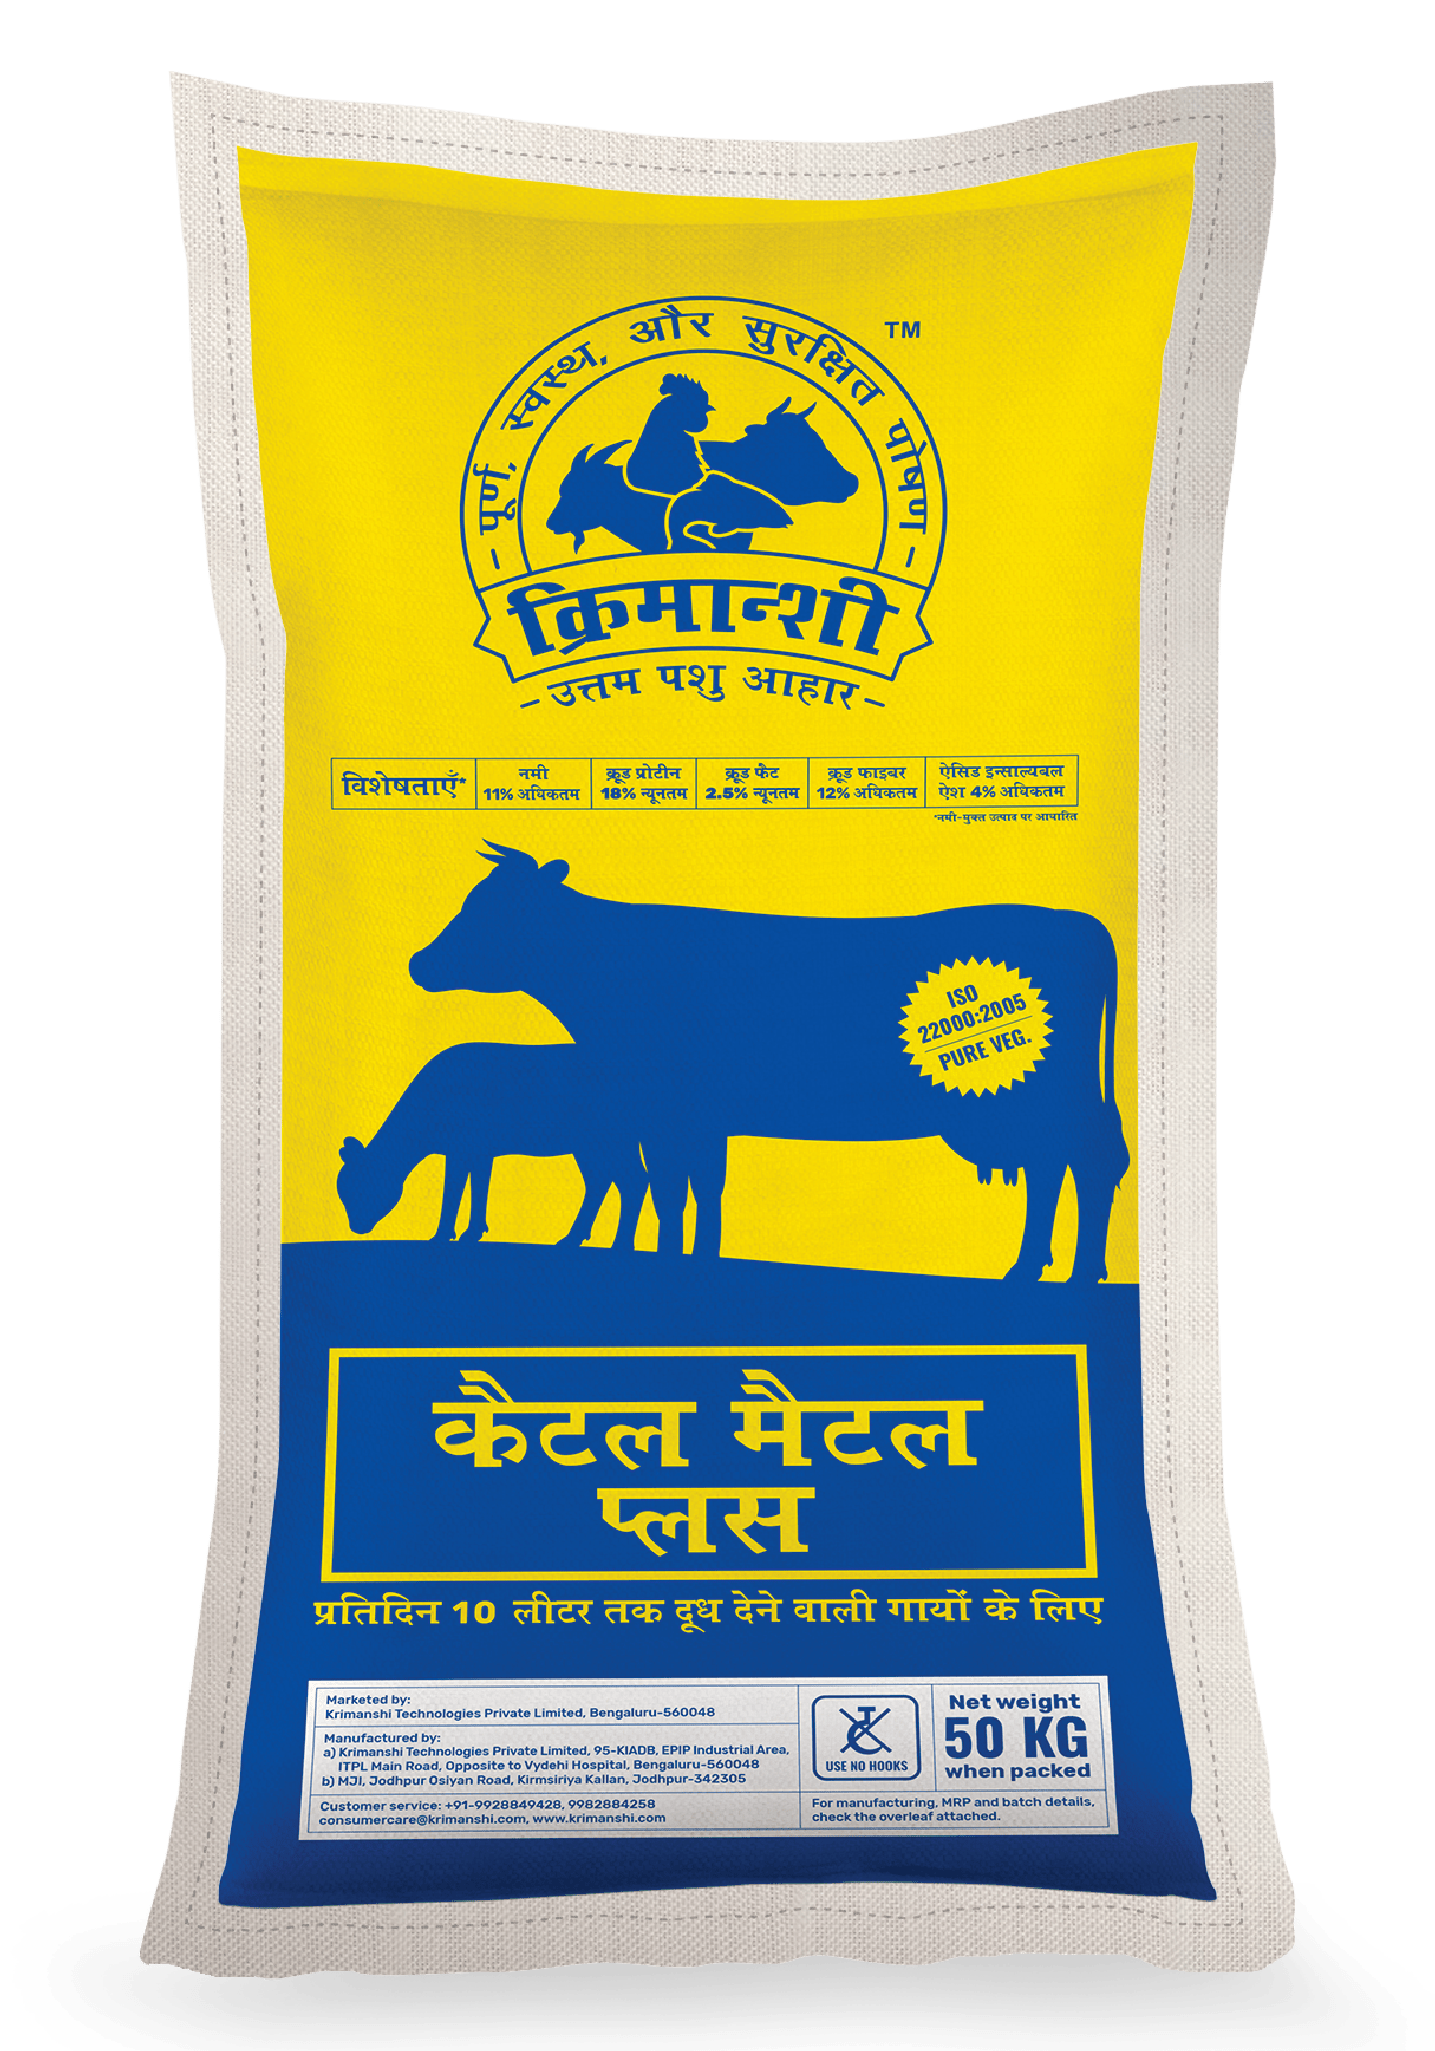 पूर्ण, स्वस्थ, और सुरक्षित पोषण
TM
क्रिमान्शी
उत्तम पशु आहार
विशेषताएँ*
नमी
11% अधिकतम
क्रूड प्रोटीन
18% न्यूनतम
क्रूड फैट
2.5% न्यूनतम
क्रूड फाइबर
12% अधिकतम
ऐसिड इन्साल्यबल
ऐश 4% अधिकतम
*नमी-मुक्त उत्पाद पर आधारित
ISO
22000:2005
PURE VEG.
कैटल मैटल
प्लस
प्रतिदिन 10 लीटर तक दूध देने वाली गायों के लिए
Marketed by:
Krimanshi Technologies Private Limited, Bengaluru-560048
Manufactured by:
a) Krimanshi Technologies Private Limited, 95-KIADB, EPIP Industrial Area,
ITPL Main Road, Opposite to Vydehi Hospital, Bengaluru-560048
b) MJI, Jodhpur Osiyan Road, Kirmsiriya Kallan, Jodhpur-342305
Customer service: +91-9928849428, 9982884258
consumercare@krimanshi.com, www.krimanshi.com
USE NO HOOKS
Net weight
50 KG
when packed
For manufacturing, MRP and batch details,
check the overleaf attached.